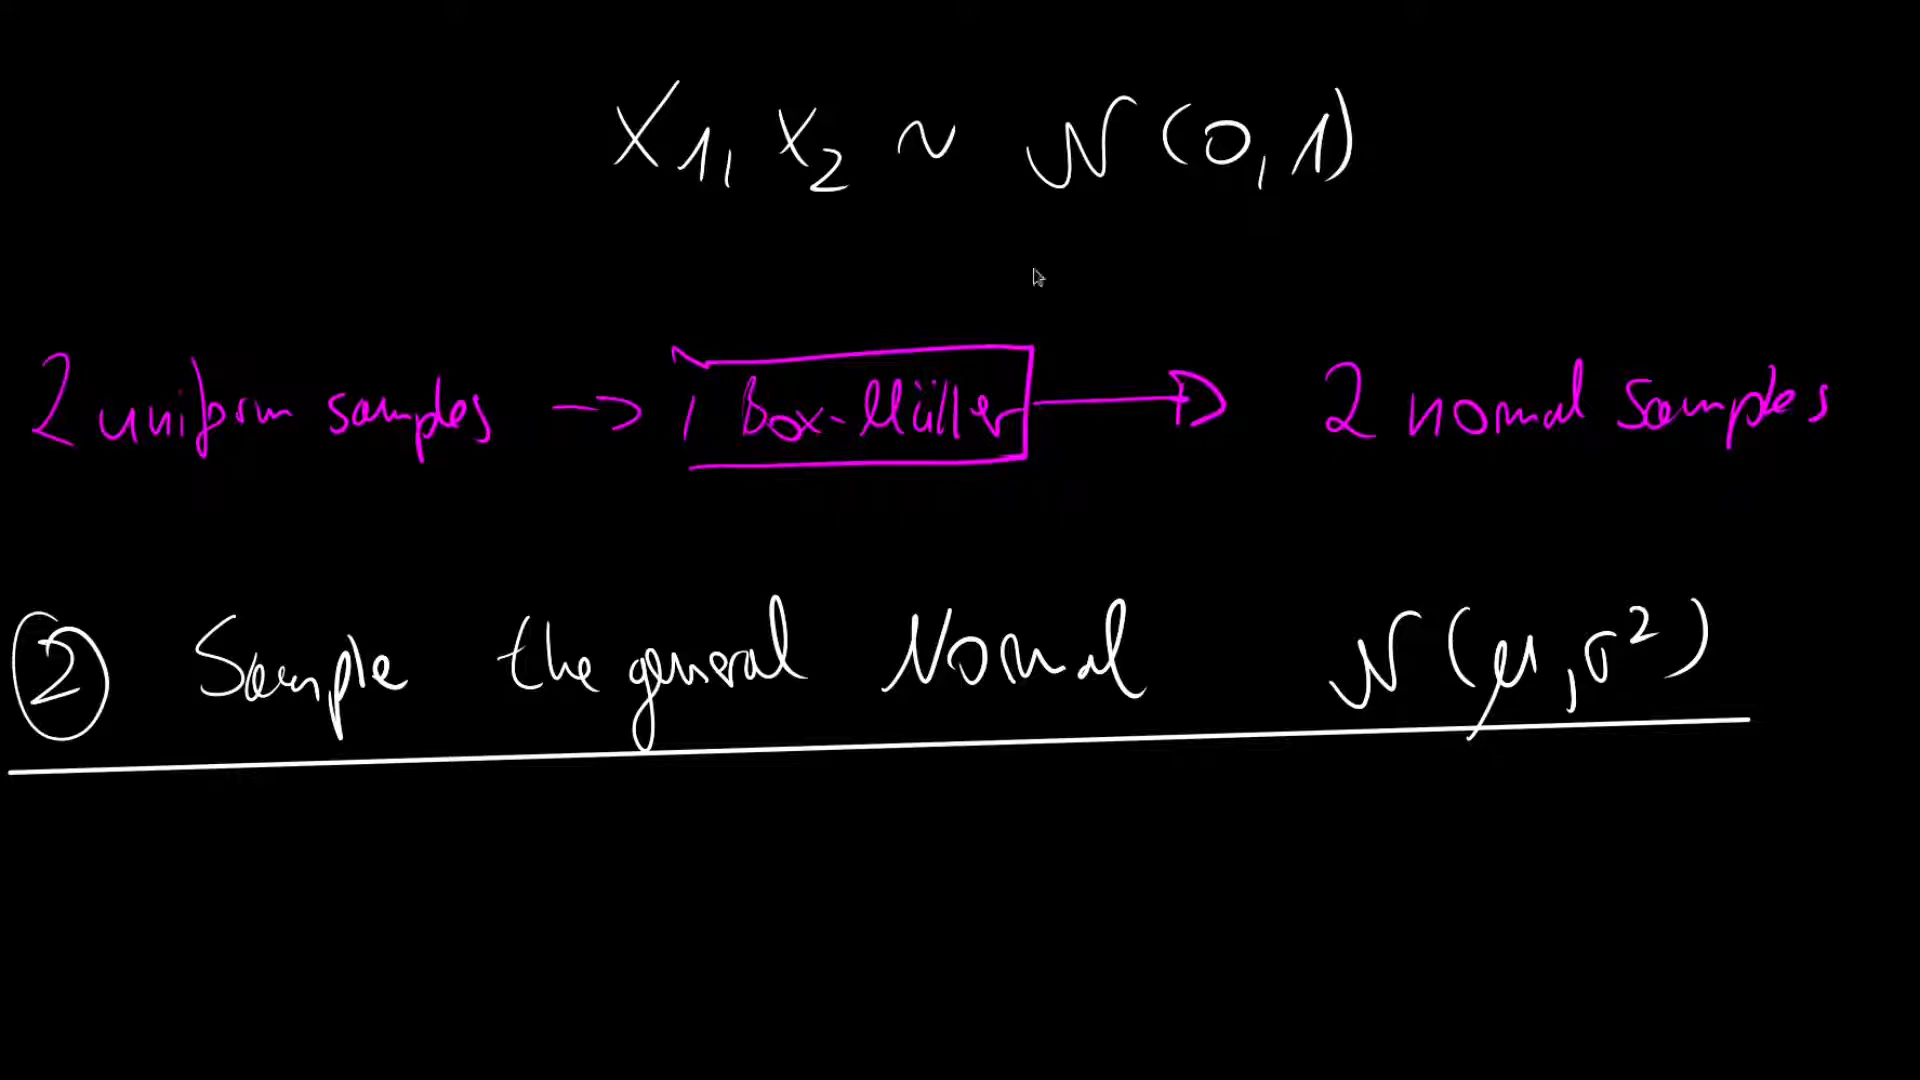 X1, X2 ~ N(0,1)
2 uniform samples -> Box-Müller -> 2 normal samples
② Sample the general Normal N(μ,σ²)